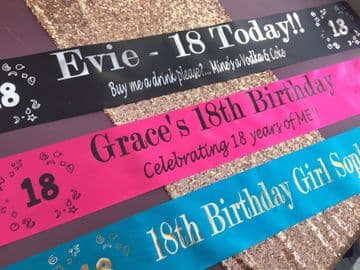 Evie - 18 Today!!
Buy me a drink please?... Mine's a Vodka & Coke
18
18
Grace's 18th Birthday
Celebrating 18 years of ME!!
18
18th Birthday Girl Soph
18